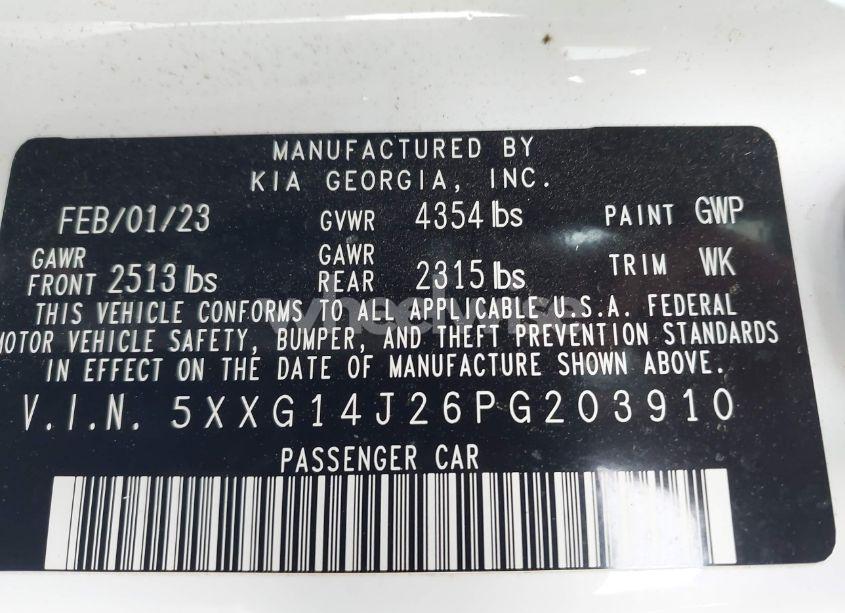 MANUFACTURED BY
KIA GEORGIA, INC.
FEB/01/23 GVWR 4354 lbs PAINT GWP
GAWR FRONT 2513 lbs GAWR REAR 2315 lbs TRIM WK
THIS VEHICLE CONFORMS TO ALL APPLICABLE U.S.A. FEDERAL
MOTOR VEHICLE SAFETY, BUMPER, AND THEFT PREVENTION STANDARDS
IN EFFECT ON THE DATE OF MANUFACTURE SHOWN ABOVE.
V.I.N. 5XXG14J26PG203910
PASSENGER CAR